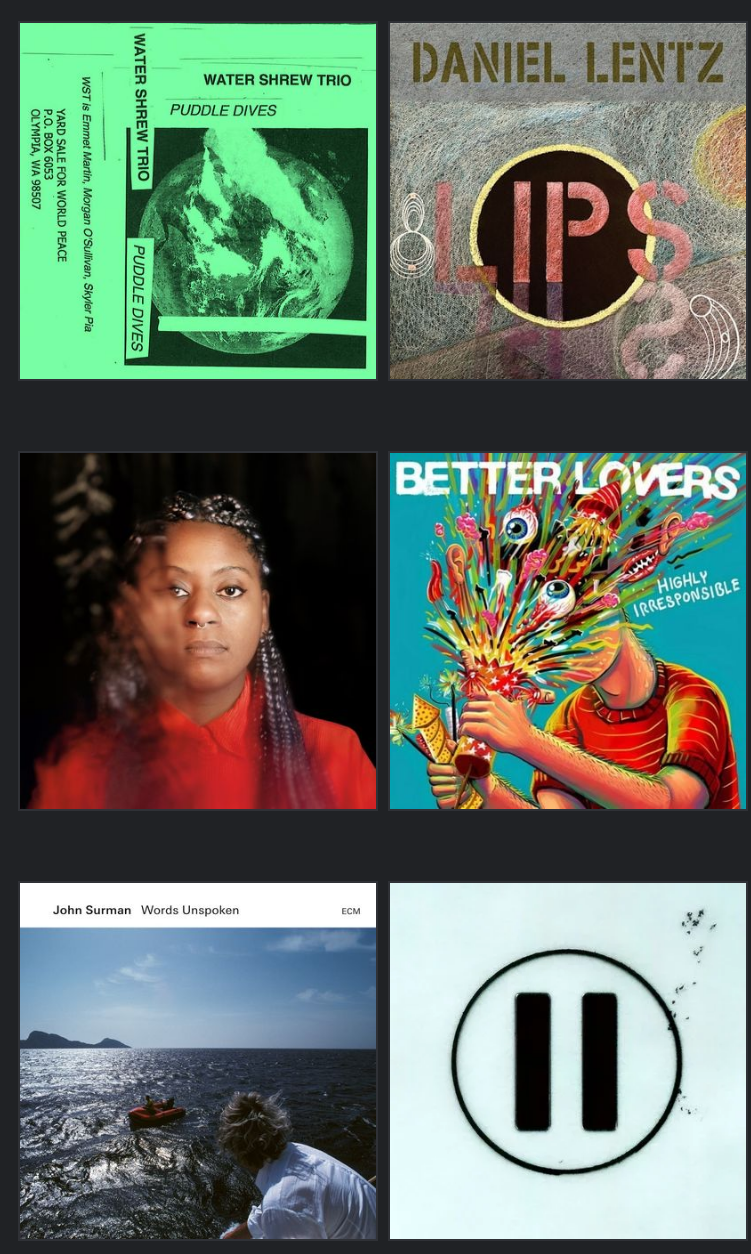 WATER SHREW TRIO
PUDDLE DIVES
WATER SHREW TRIO
PUDDLE DIVES
WST is Emmet Martin, Morgan O'Sullivan, Skyler Pia
YARD SALE FOR WORLD PEACE
P.O. BOX 6053
OLYMPIA, WA 98507
DANIEL LENTZ
LIPS
BETTER LOVERS
HIGHLY
IRRESPONSIBLE
John Surman Words Unspoken
ECM